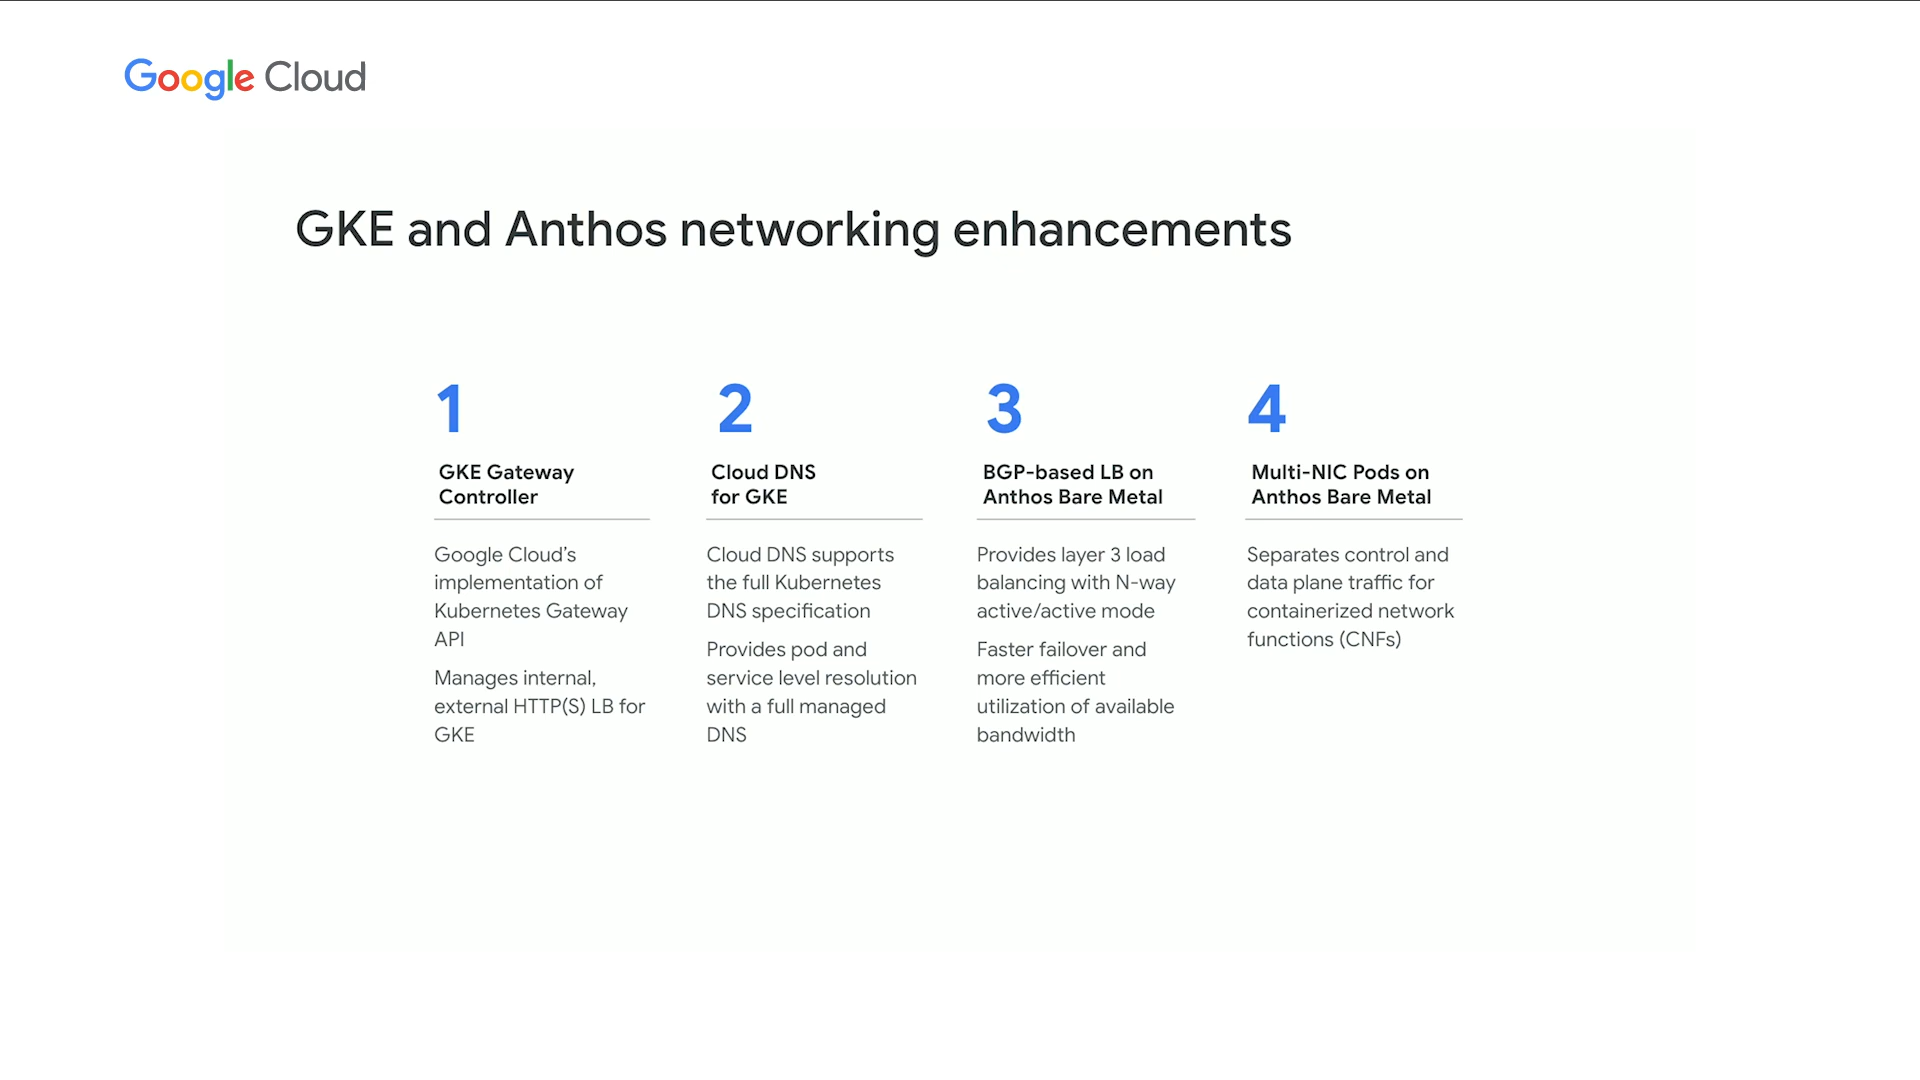 Google Cloud
GKE and Anthos networking enhancements
1
GKE Gateway
Controller
Google Cloud’s
implementation of
Kubernetes Gateway
API
Manages internal,
external HTTP(S) LB for
GKE
2
Cloud DNS
for GKE
Cloud DNS supports
the full Kubernetes
DNS specification
Provides pod and
service level resolution
with a full managed
DNS
3
BGP-based LB on
Anthos Bare Metal
Provides layer 3 load
balancing with N-way
active/active mode
Faster failover and
more efficient
utilization of available
bandwidth
4
Multi-NIC Pods on
Anthos Bare Metal
Separates control and
data plane traffic for
containerized network
functions (CNFs)